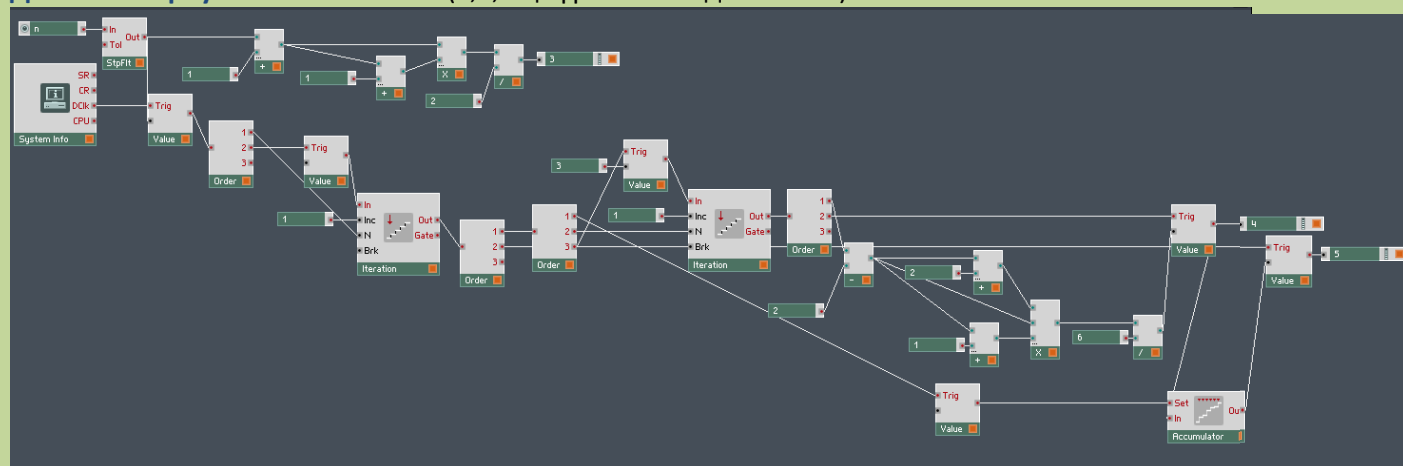 n
In
Out
Tol
StpFlt
1
+
1
+
X
2
/
3
SR
CR
DClk
CPU
System Info
Trig
Value
1
2
3
Order
Trig
Value
1
In
Inc
N
Brk
Out
Gate
Iteration
1
2
3
Order
1
2
3
Order
3
Trig
Value
1
In
Inc
N
Brk
Out
Gate
Iteration
1
2
3
Order
-
2
2
+
1
+
X
6
/
Trig
Value
4
Trig
Value
5
Trig
Value
Set
In
Ou
Accumulator